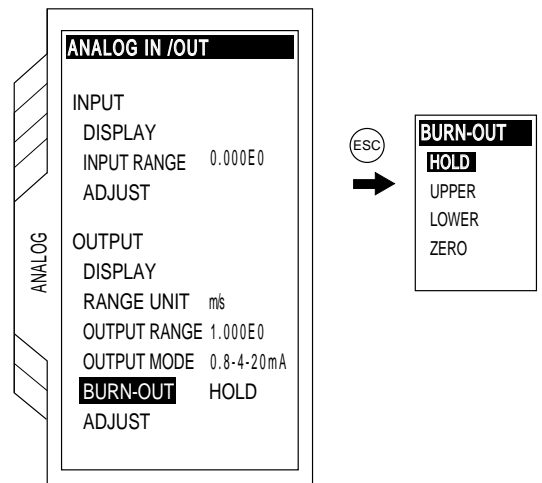 ANALOG IN /OUT
INPUT
DISPLAY
INPUT RANGE 0.000E0
ADJUST
OUTPUT
DISPLAY
RANGE UNIT m/s
OUTPUT RANGE 1.000E0
OUTPUT MODE 0.8-4-20mA
BURN-OUT HOLD
ADJUST
ANALOG
ESC
BURN-OUT
HOLD
UPPER
LOWER
ZERO